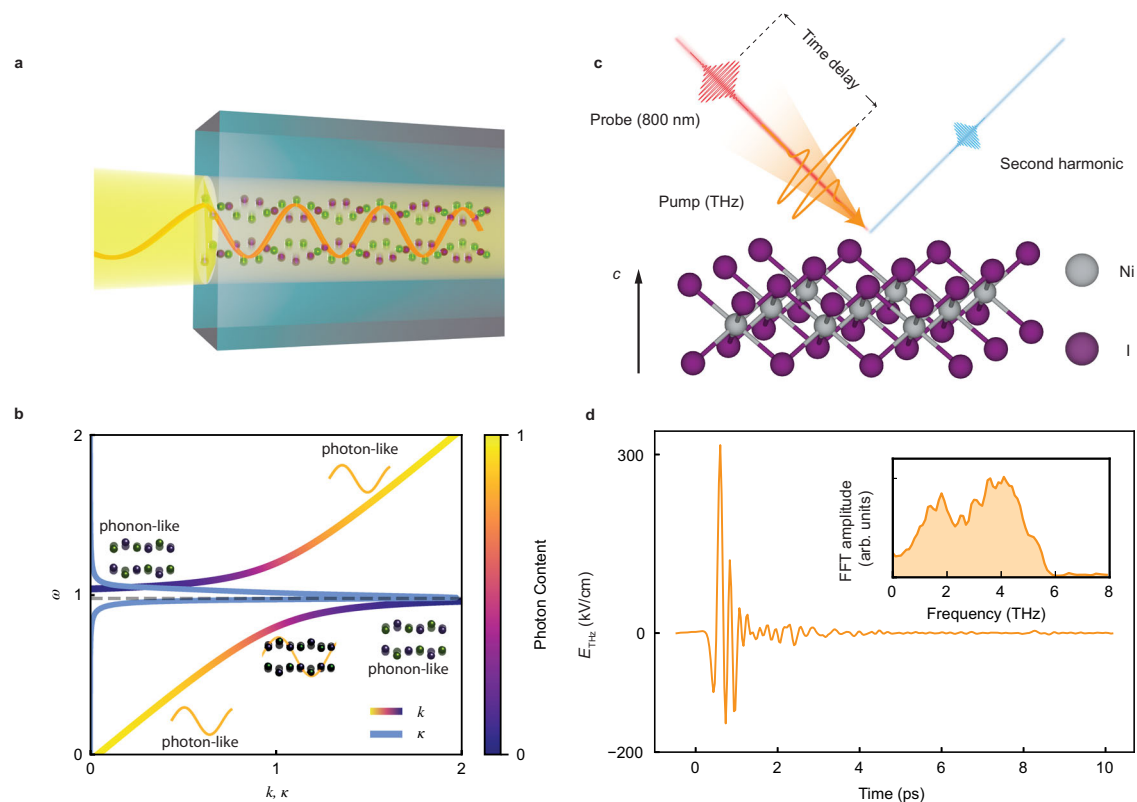 a
b
2
1
0
ω
0
1
2
k, κ
photon-like
phonon-like
phonon-like
photon-like
k
κ
1
0
Photon Content
c
Time delay
Probe (800 nm)
Pump (THz)
Second harmonic
c
Ni
I
d
300
0
−200
E_THz (kV/cm)
0
2
4
6
8
10
Time (ps)
FFT amplitude
(arb. units)
0
2
4
6
8
Frequency (THz)